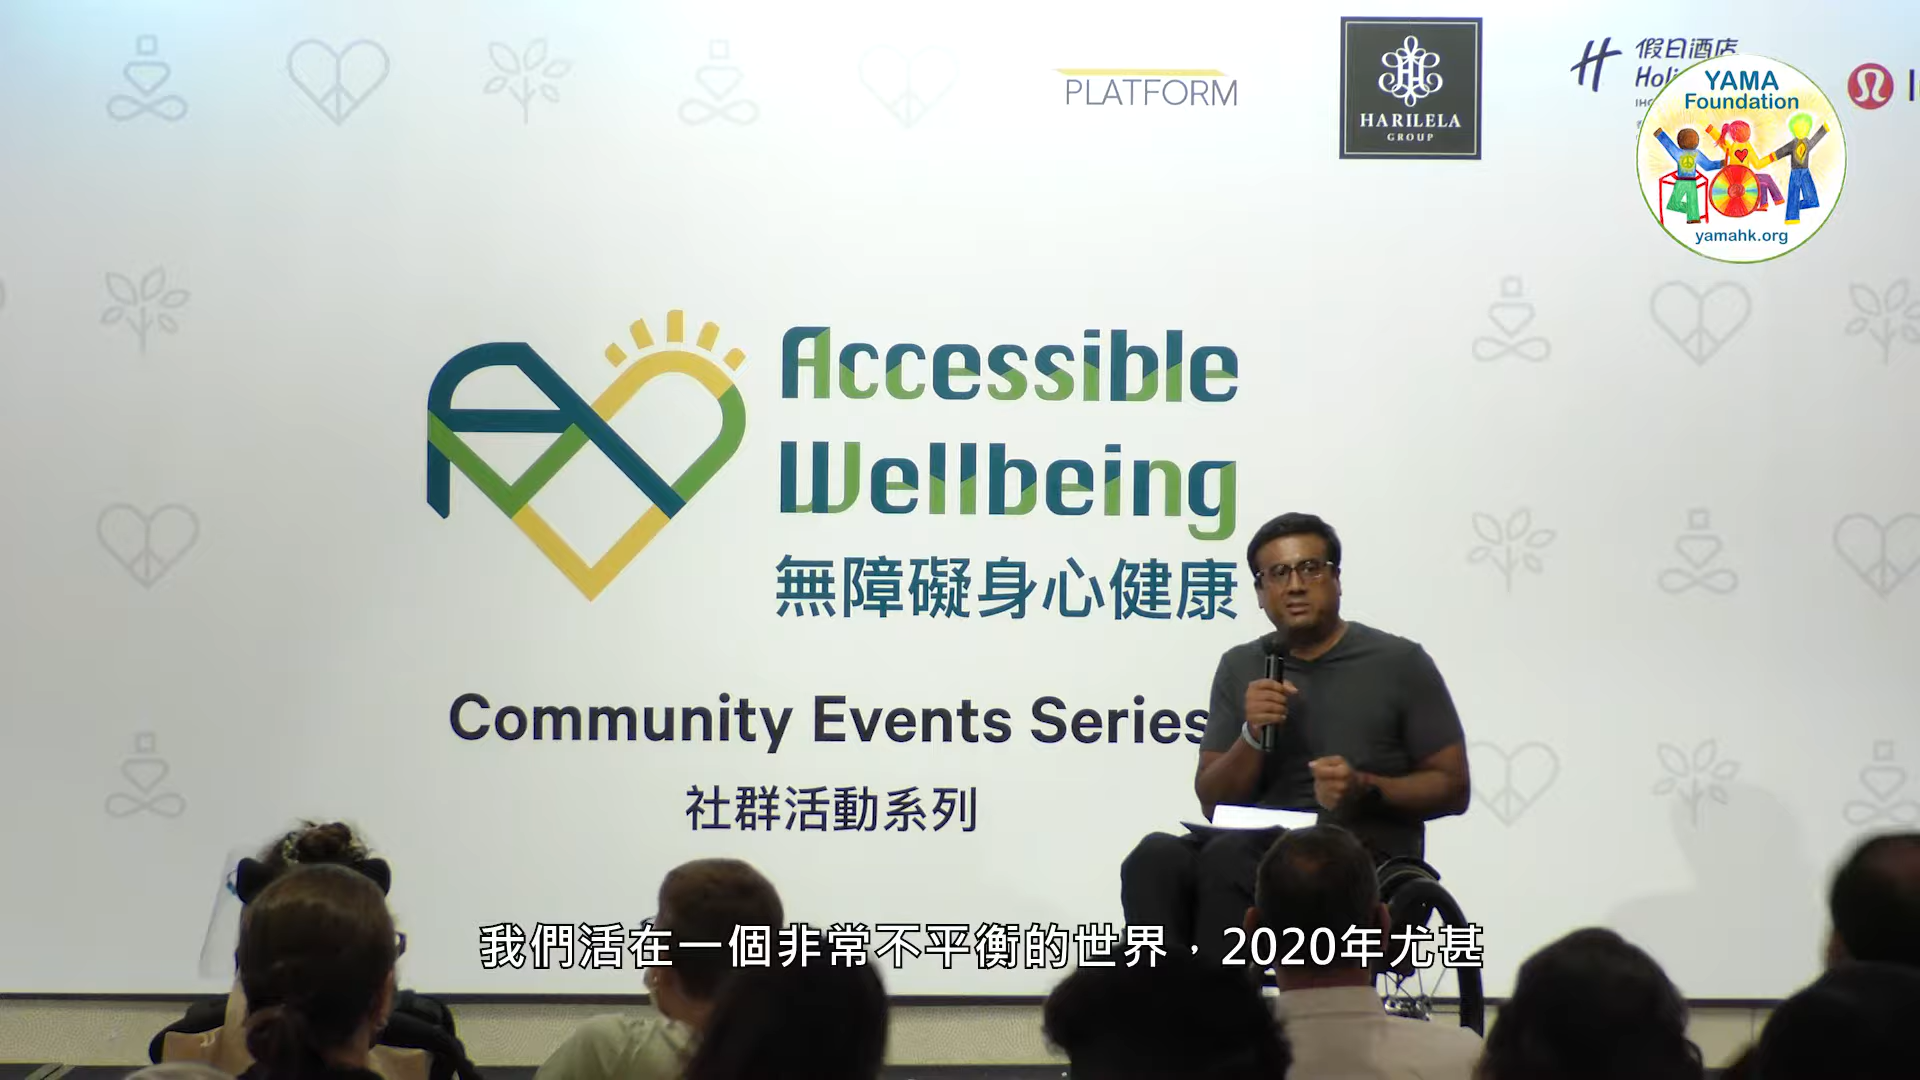 PLATFORM
HARILELA
GROUP
假日酒店
YAMA
Foundation
yamahk.org
Accessible
Wellbeing
無障礙身心健康
Community Events Series
社群活動系列
我們活在一個非常不平衡的世界，2020年尤甚